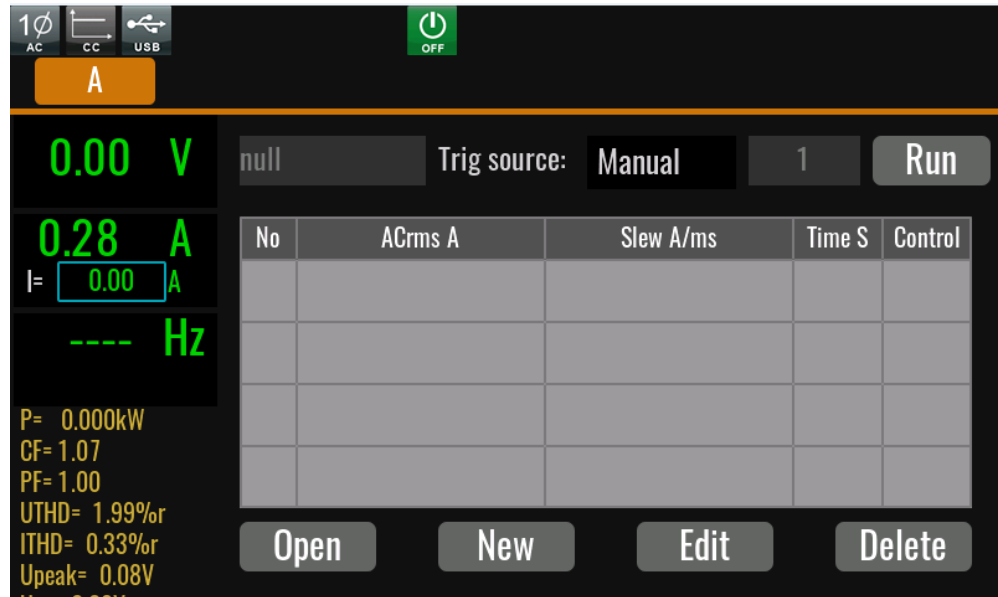 1Ø
AC
CC
USB
OFF
A
0.00 V
0.28 A
I= 0.00 A
---- Hz
P= 0.000kW
CF= 1.07
PF= 1.00
UTHD= 1.99%r
ITHD= 0.33%r
Upeak= 0.08V
null Trig source: Manual 1 Run
No ACrms A Slew A/ms Time S Control
Open New Edit Delete